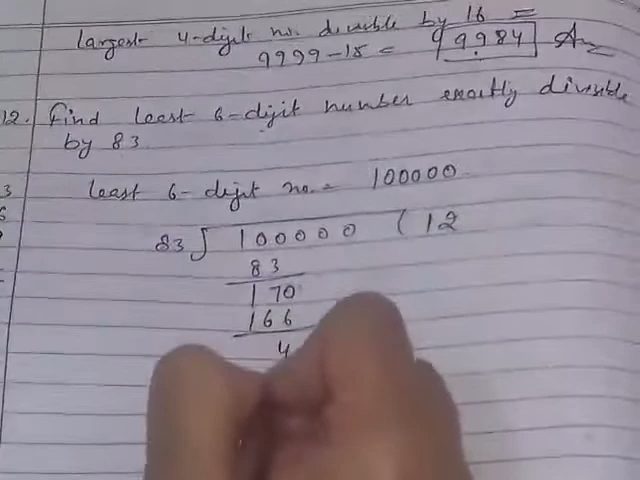 largest 4-digit no. divisible by 16 =
9999-15 = 9984 Ans
12. Find least 6-digit number exactly divisible
by 83.
least 6-digit no. = 100000
83 ) 100000 ( 12
83
170
166
4